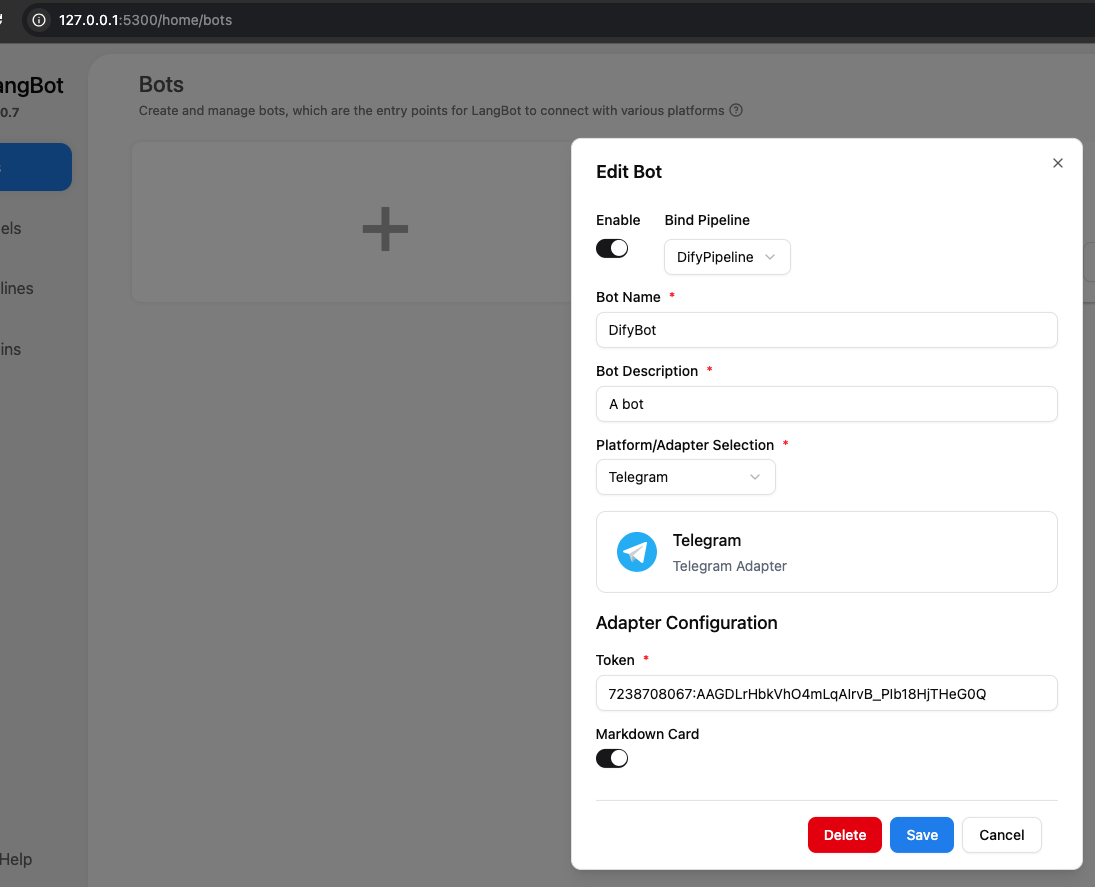 127.0.0.1:5300/home/bots
angBot
0.7
Bots
Create and manage bots, which are the entry points for LangBot to connect with various platforms
els
lines
ins
Help
Edit Bot
Enable Bind Pipeline
DifyPipeline
Bot Name *
DifyBot
Bot Description *
A bot
Platform/Adapter Selection *
Telegram
Telegram
Telegram Adapter
Adapter Configuration
Token *
7238708067:AAGDLrHbkVhO4mLqAlrvB_Plb18HjTHeG0Q
Markdown Card
Delete Save Cancel